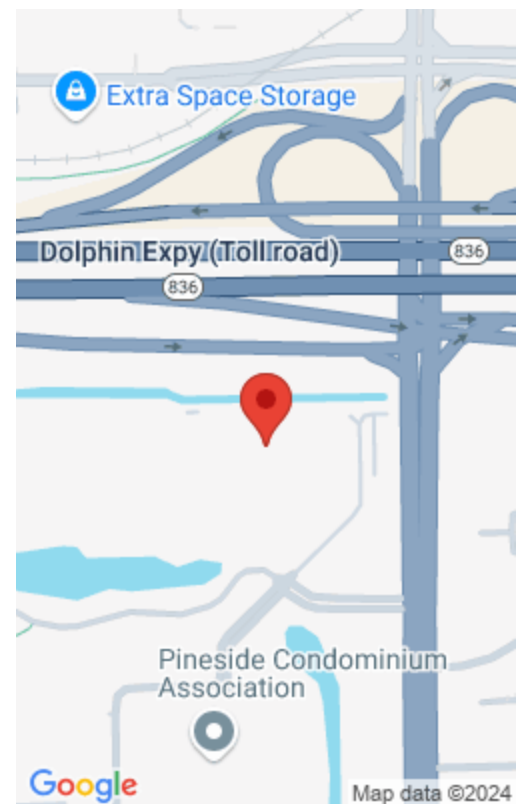 Extra Space Storage
Dolphin Expy (Toll road)
836
836
Pineside Condominium
Association
Google
Map data ©2024